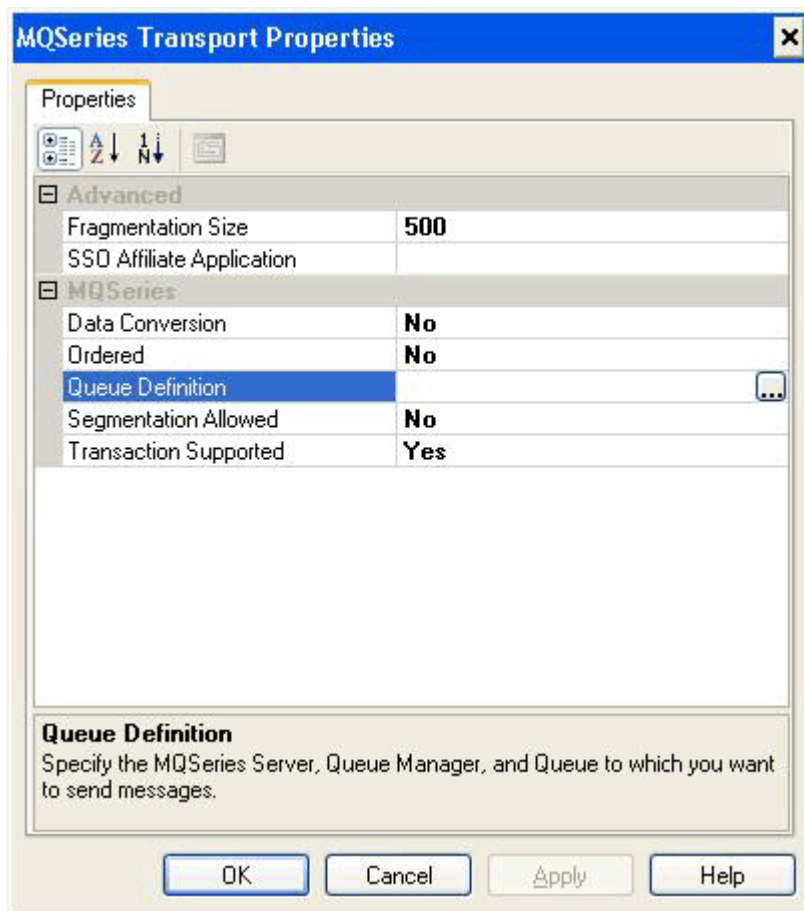 MQSeries Transport Properties
Properties
Advanced
Fragmentation Size 500
SSO Affiliate Application
MQSeries
Data Conversion No
Ordered No
Queue Definition ...
Segmentation Allowed No
Transaction Supported Yes
Queue Definition
Specify the MQSeries Server, Queue Manager, and Queue to which you want
to send messages.
OK Cancel Apply Help